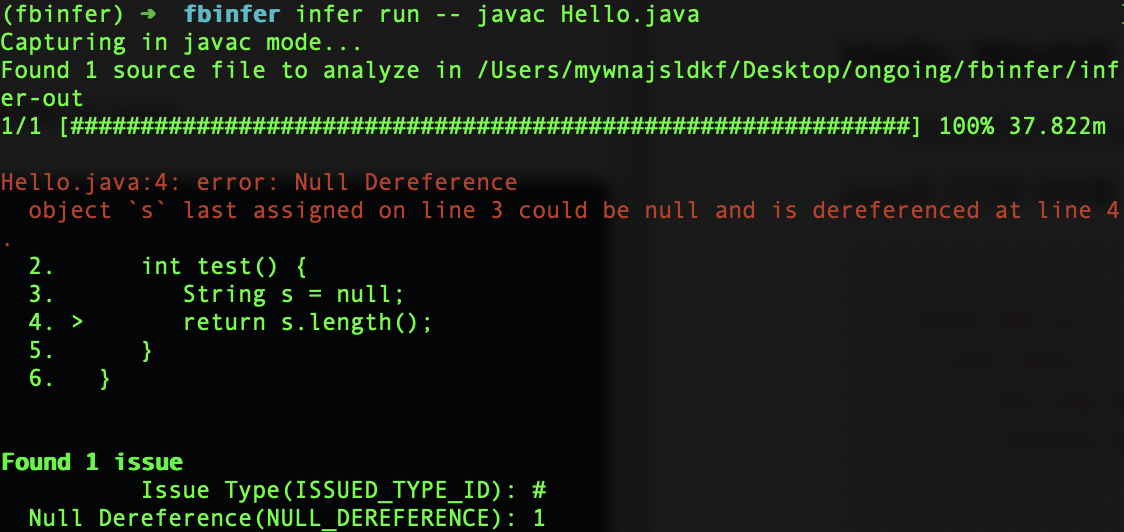 (fbinfer) ➜  fbinfer infer run -- javac Hello.java
Capturing in javac mode...
Found 1 source file to analyze in /Users/mywnajsldkf/Desktop/ongoing/fbinfer/inf
er-out
1/1 [############################################################] 100% 37.822m
Hello.java:4: error: Null Dereference
  object `s` last assigned on line 3 could be null and is dereferenced at line 4
.
  2.      int test() {
  3.         String s = null;
  4. >       return s.length();
  5.      }
  6.   }
Found 1 issue
          Issue Type(ISSUED_TYPE_ID): #
  Null Dereference(NULL_DEREFERENCE): 1